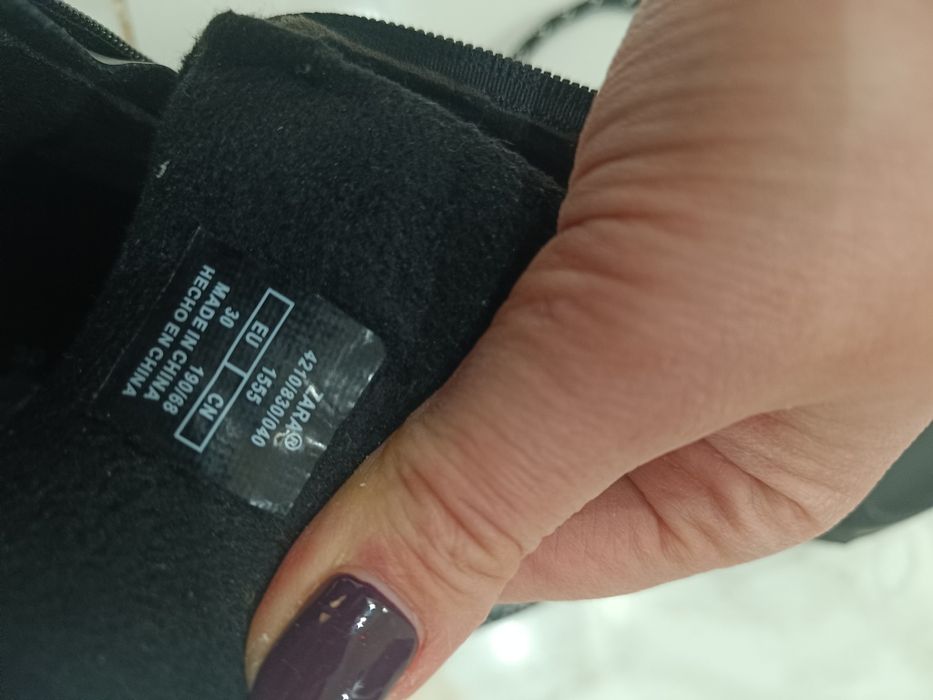 ZARA®
4210/830/040
1555
EU CN
30 190/68
MADE IN CHINA
HECHO EN CHINA